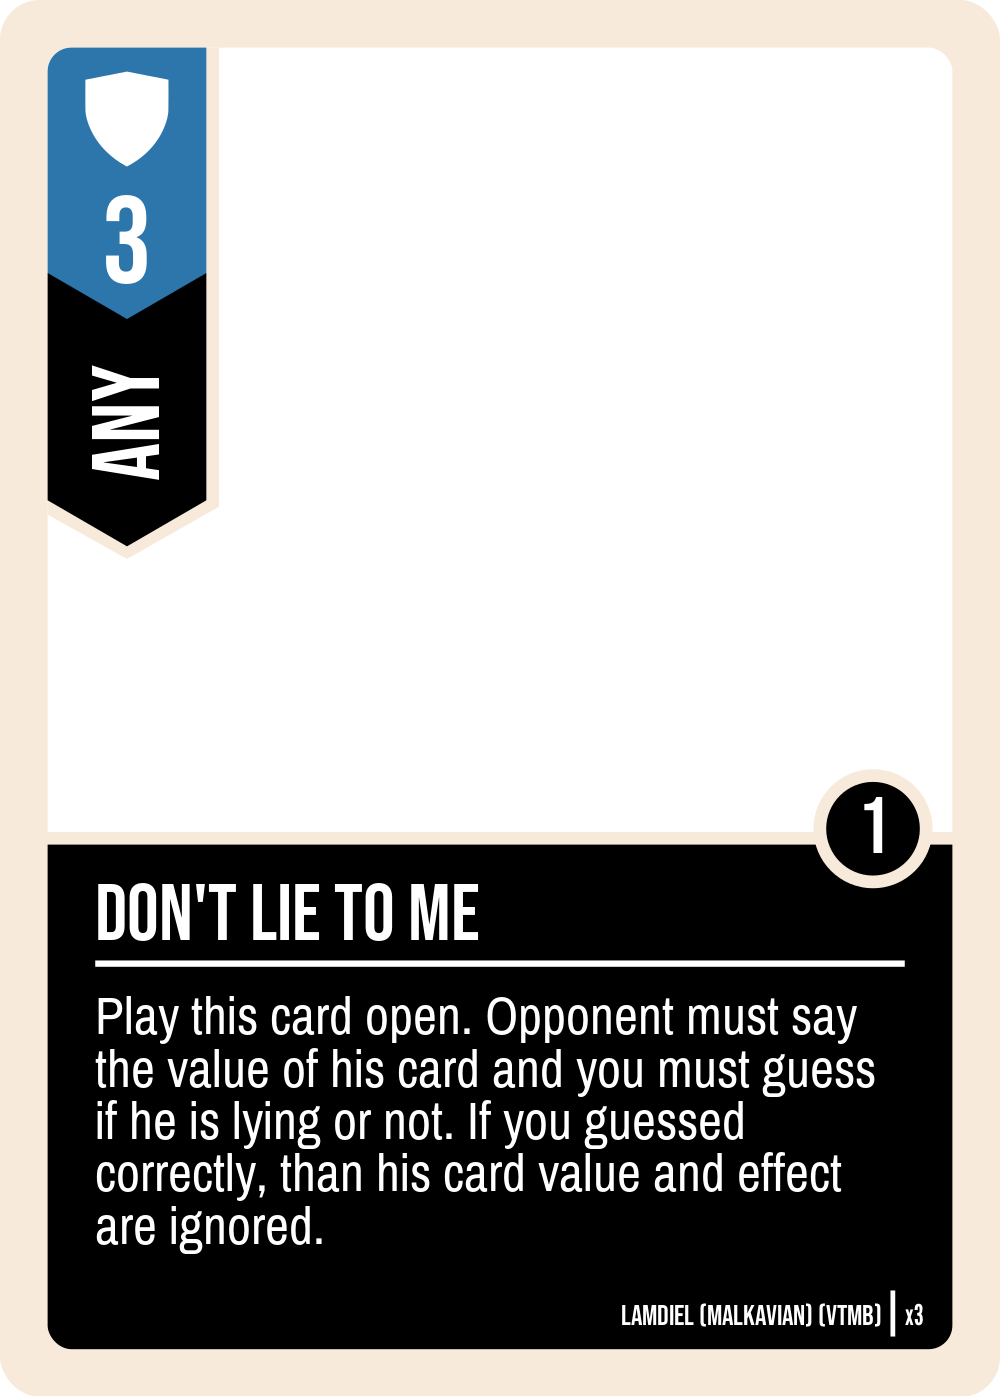 3
ANY
1
DON'T LIE TO ME
Play this card open. Opponent must say
the value of his card and you must guess
if he is lying or not. If you guessed
correctly, than his card value and effect
are ignored.
LAMDIEL (MALKAVIAN) (VTMB) | x3